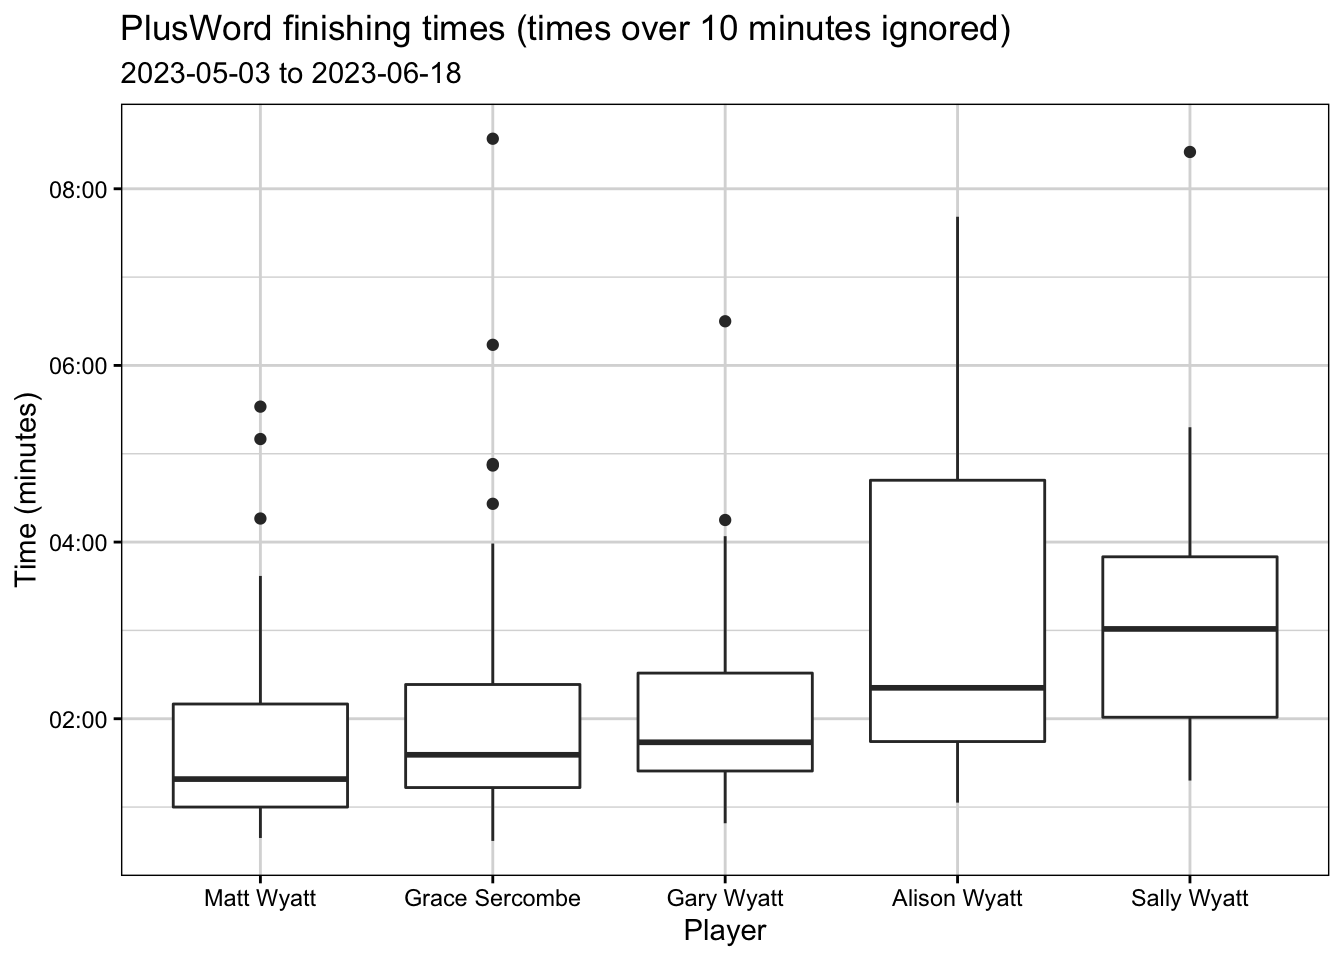 PlusWord finishing times (times over 10 minutes ignored)
2023-05-03 to 2023-06-18
Time (minutes)
08:00
06:00
04:00
02:00
Matt Wyatt
Grace Sercombe
Gary Wyatt
Alison Wyatt
Sally Wyatt
Player